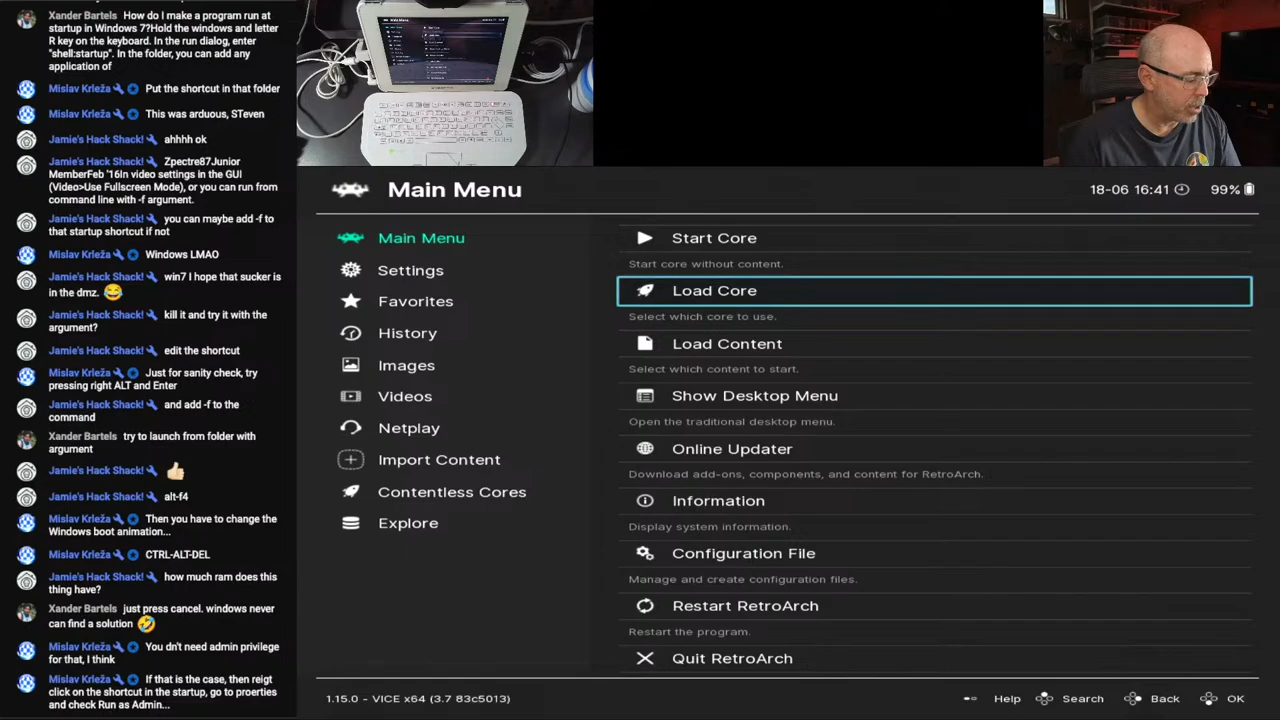 Xander Bartels How do I make a program run at
startup in Windows 7?Hold the windows and letter
R key on the keyboard. In the run dialog, enter
"shell:startup". In the folder, you can add any
application of
Mislav Krleža Put the shortcut in that folder
Mislav Krleža This was arduous, STeven
Jamie's Hack Shack! ahhhh ok
Jamie's Hack Shack! Zpectre87Junior
MemberFeb '16In video settings in the GUI
(Video>Use Fullscreen Mode), or you can run from
command line with -f argument.
Jamie's Hack Shack! you can maybe add -f to
that startup shortcut if not
Mislav Krleža Windows LMAO
Jamie's Hack Shack! win7 I hope that sucker is
in the dmz. 😂
Jamie's Hack Shack! kill it and try it with the
argument?
Jamie's Hack Shack! edit the shortcut
Mislav Krleža Just for sanity check, try
pressing right ALT and Enter
Jamie's Hack Shack! and add -f to the
command
Xander Bartels try to launch from folder with
argument
Jamie's Hack Shack! 👍🏻
Jamie's Hack Shack! alt-f4
Mislav Krleža Then you have to change the
Windows boot animation...
Mislav Krleža CTRL-ALT-DEL
Jamie's Hack Shack! how much ram does this
thing have?
Xander Bartels just press cancel. windows never
can find a solution 🤣
Mislav Krleža You dn't need admin privilege
for that, I think
Mislav Krleža If that is the case, then reigt
click on the shortcut in the startup, go to proerties
and check Run as Admin...
Main Menu
18-06 16:41 99%
Main Menu
Settings
Favorites
History
Images
Videos
Netplay
Import Content
Contentless Cores
Explore
Start Core
Start core without content.
Load Core
Select which core to use.
Load Content
Select which content to start.
Show Desktop Menu
Open the traditional desktop menu.
Online Updater
Download add-ons, components, and content for RetroArch.
Information
Display system information.
Configuration File
Manage and create configuration files.
Restart RetroArch
Restart the program.
Quit RetroArch
1.15.0 - VICE x64 (3.7 83c5013)
Help Search Back OK